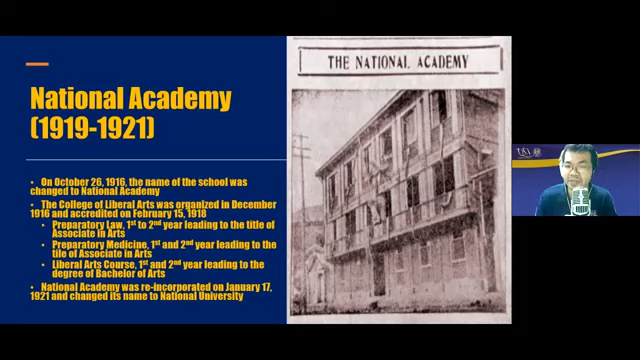 National Academy
(1919-1921)
• On October 26, 1916, the name of the school was
changed to National Academy
• The College of Liberal Arts was organized in December
1916 and accredited on February 15, 1918
• Preparatory Law, 1st to 2nd year leading to the title of
Associate in Arts
• Preparatory Medicine, 1st and 2nd year leading to the
tile of Associate in Arts
• Liberal Arts Course, 1st and 2nd year leading to the
degree of Bachelor of Arts
• National Academy was re-incorporated on January 17,
1921 and changed its name to National University
THE NATIONAL ACADEMY